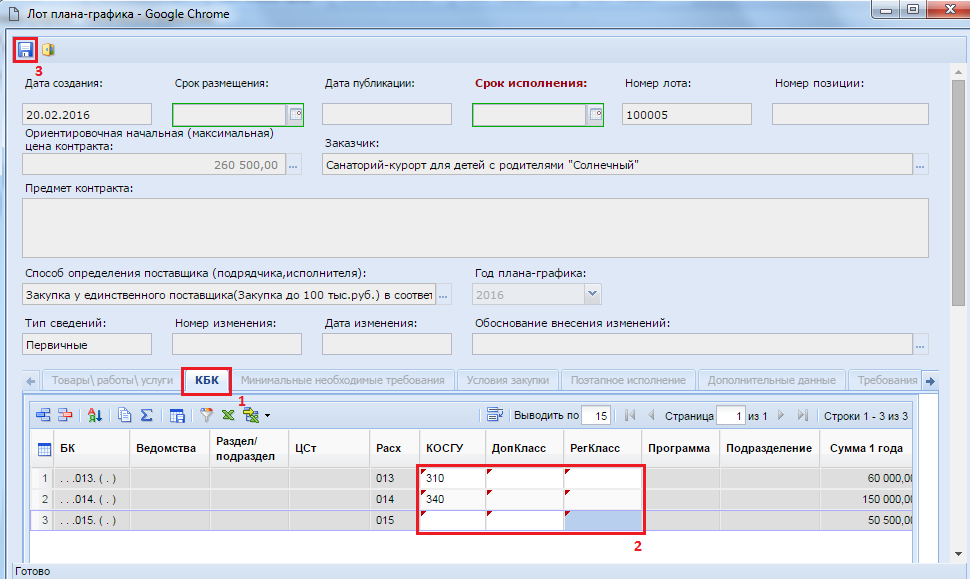 Лот плана-графика - Google Chrome
3
Дата создания: Срок размещения: Дата публикации: Срок исполнения: Номер лота: Номер позиции:
20.02.2016 100005
Ориентировочная начальная (максимальная)
цена контракта: Заказчик:
260 500,00 ... Санаторий-курорт для детей с родителями "Солнечный" ...
Предмет контракта:
Способ определения поставщика (подрядчика,исполнителя): Год плана-графика:
Закупка у единственного поставщика(Закупка до 100 тыс.руб.) в соответ ... 2016
Тип сведений: Номер изменения: Дата изменения: Обоснование внесения изменений:
Первичные ...
Товары\ работы\ услуги КБК Минимальные необходимые требования Условия закупки Поэтапное исполнение Дополнительные данные Требования
1
Выводить по 15 Страница 1 из 1 Строки 1 - 3 из 3
БК Ведомства Раздел/ подраздел ЦСт Расх КОСГУ ДопКласс РегКласс Программа Подразделение Сумма 1 года
1 . . .013. ( . ) 013 310 60 000,00
2 . . .014. ( . ) 014 340 150 000,00
3 . . .015. ( . ) 015 50 500,00
2
Готово